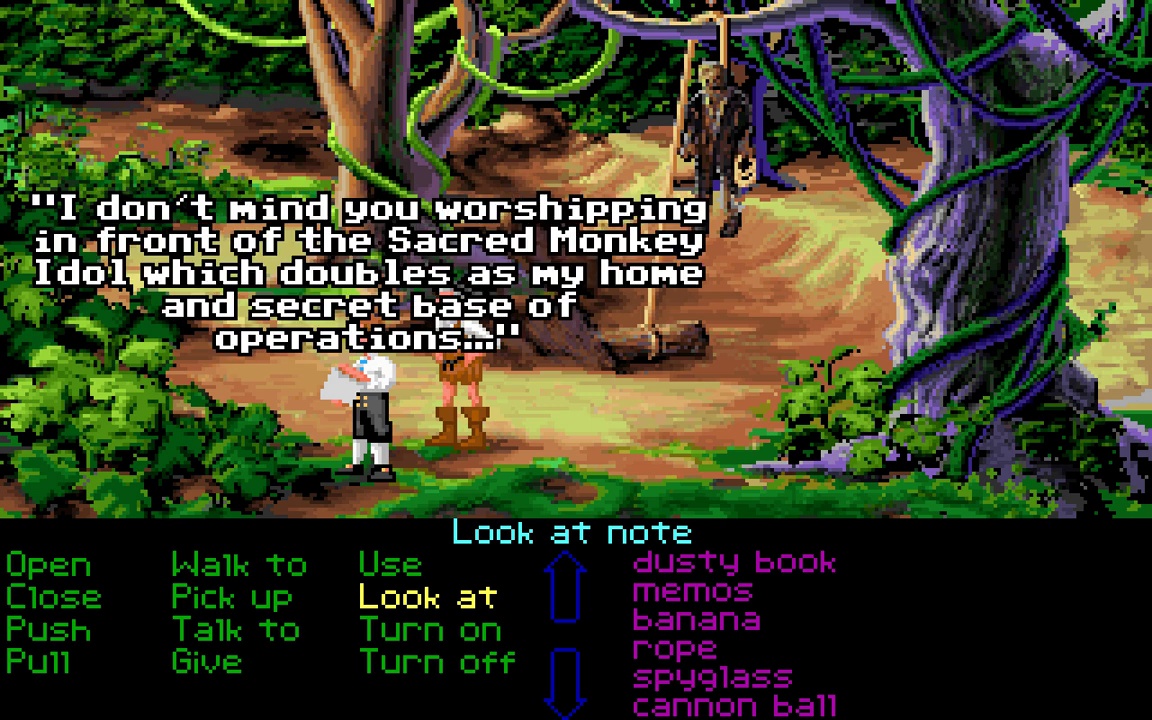 "I don't mind you worshipping
in front of the Sacred Monkey
Idol which doubles as my home
and secret base of
operations..."
Look at note
Open Walk to Use
Close Pick up Look at
Push Talk to Turn on
Pull Give Turn off
dusty book
memos
banana
rope
spyglass
cannon ball